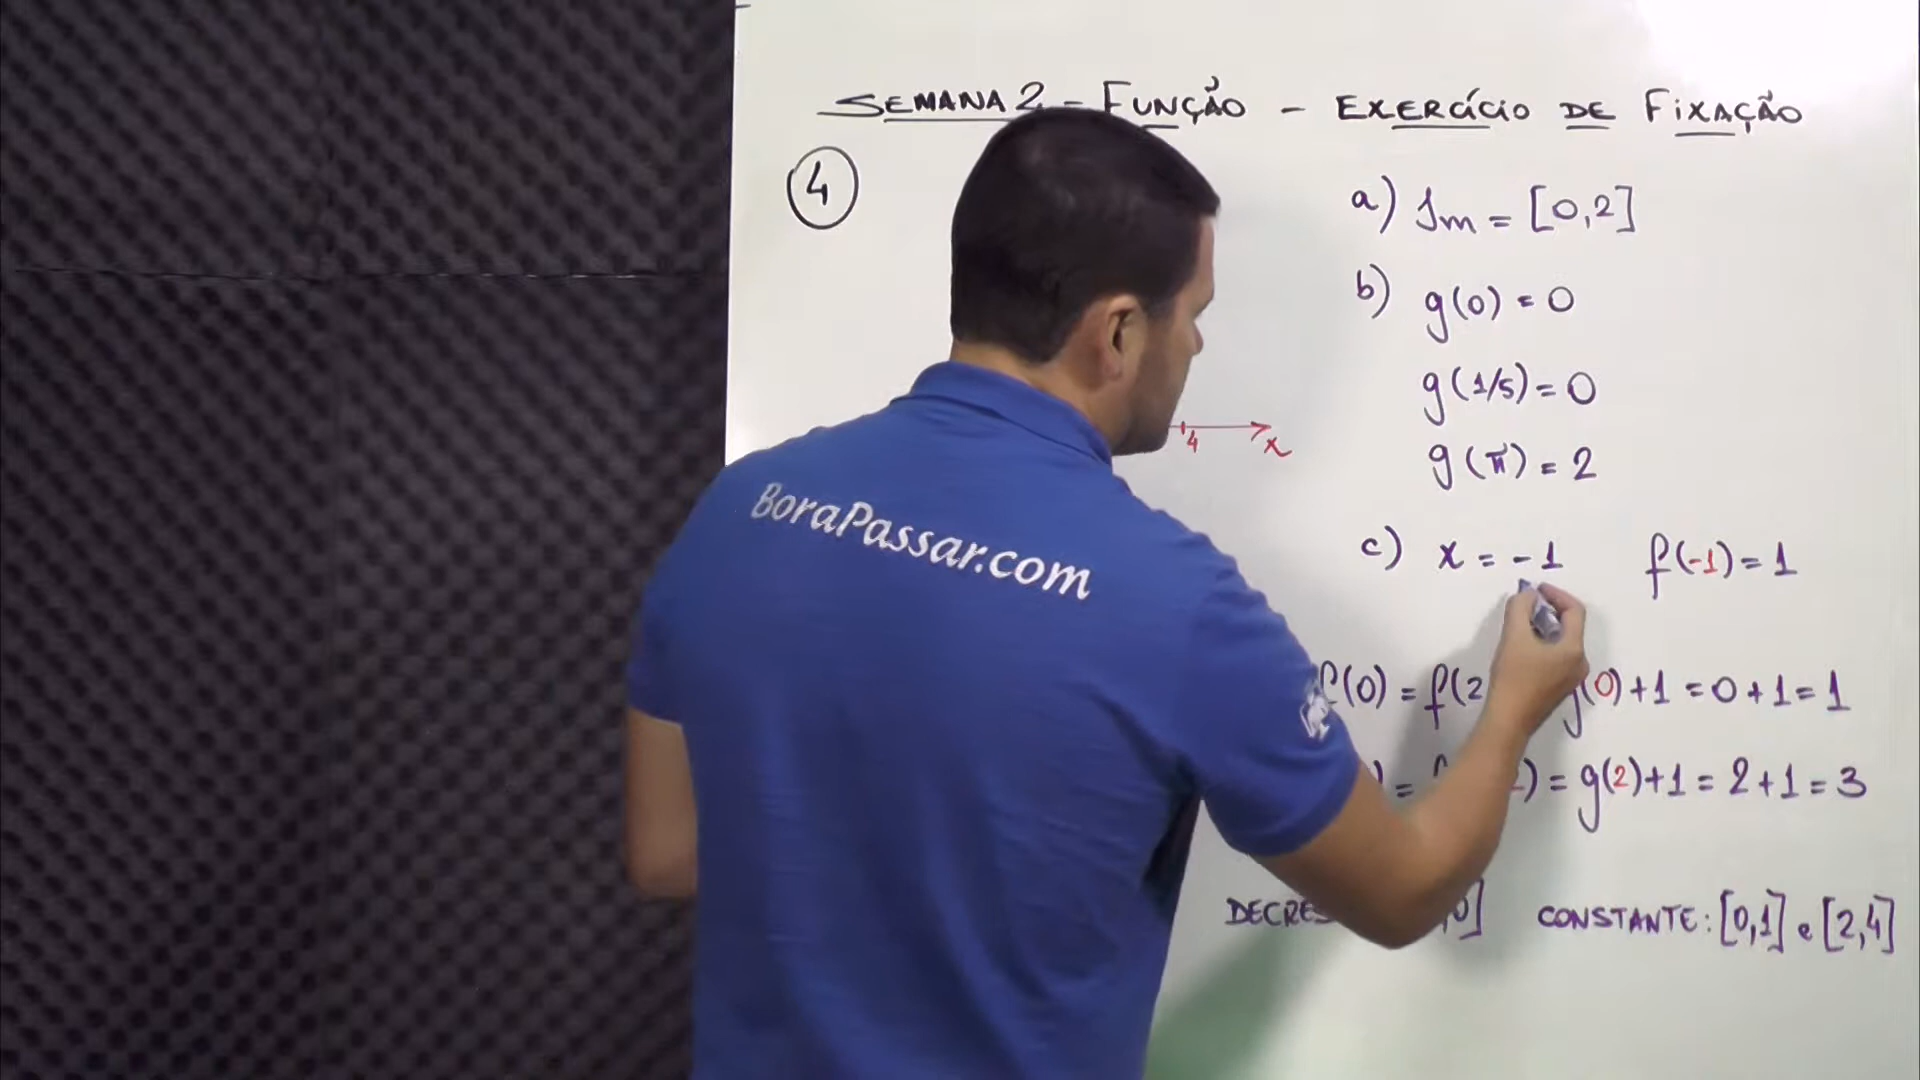 SEMANA 2 - FUNÇÃO - EXERCÍCIO DE FIXAÇÃO
4
a) Im = [0,2]
b) g(0) = 0
g(1/5) = 0
g(π) = 2
4 x
BoraPassar.com
c) x = -1 f(-1) = 1
f(0) = f(2 (0) + 1 = 0 + 1 = 1
) = ) = g(2) + 1 = 2 + 1 = 3
0] CONSTANTE: [0,1] e [2,4]